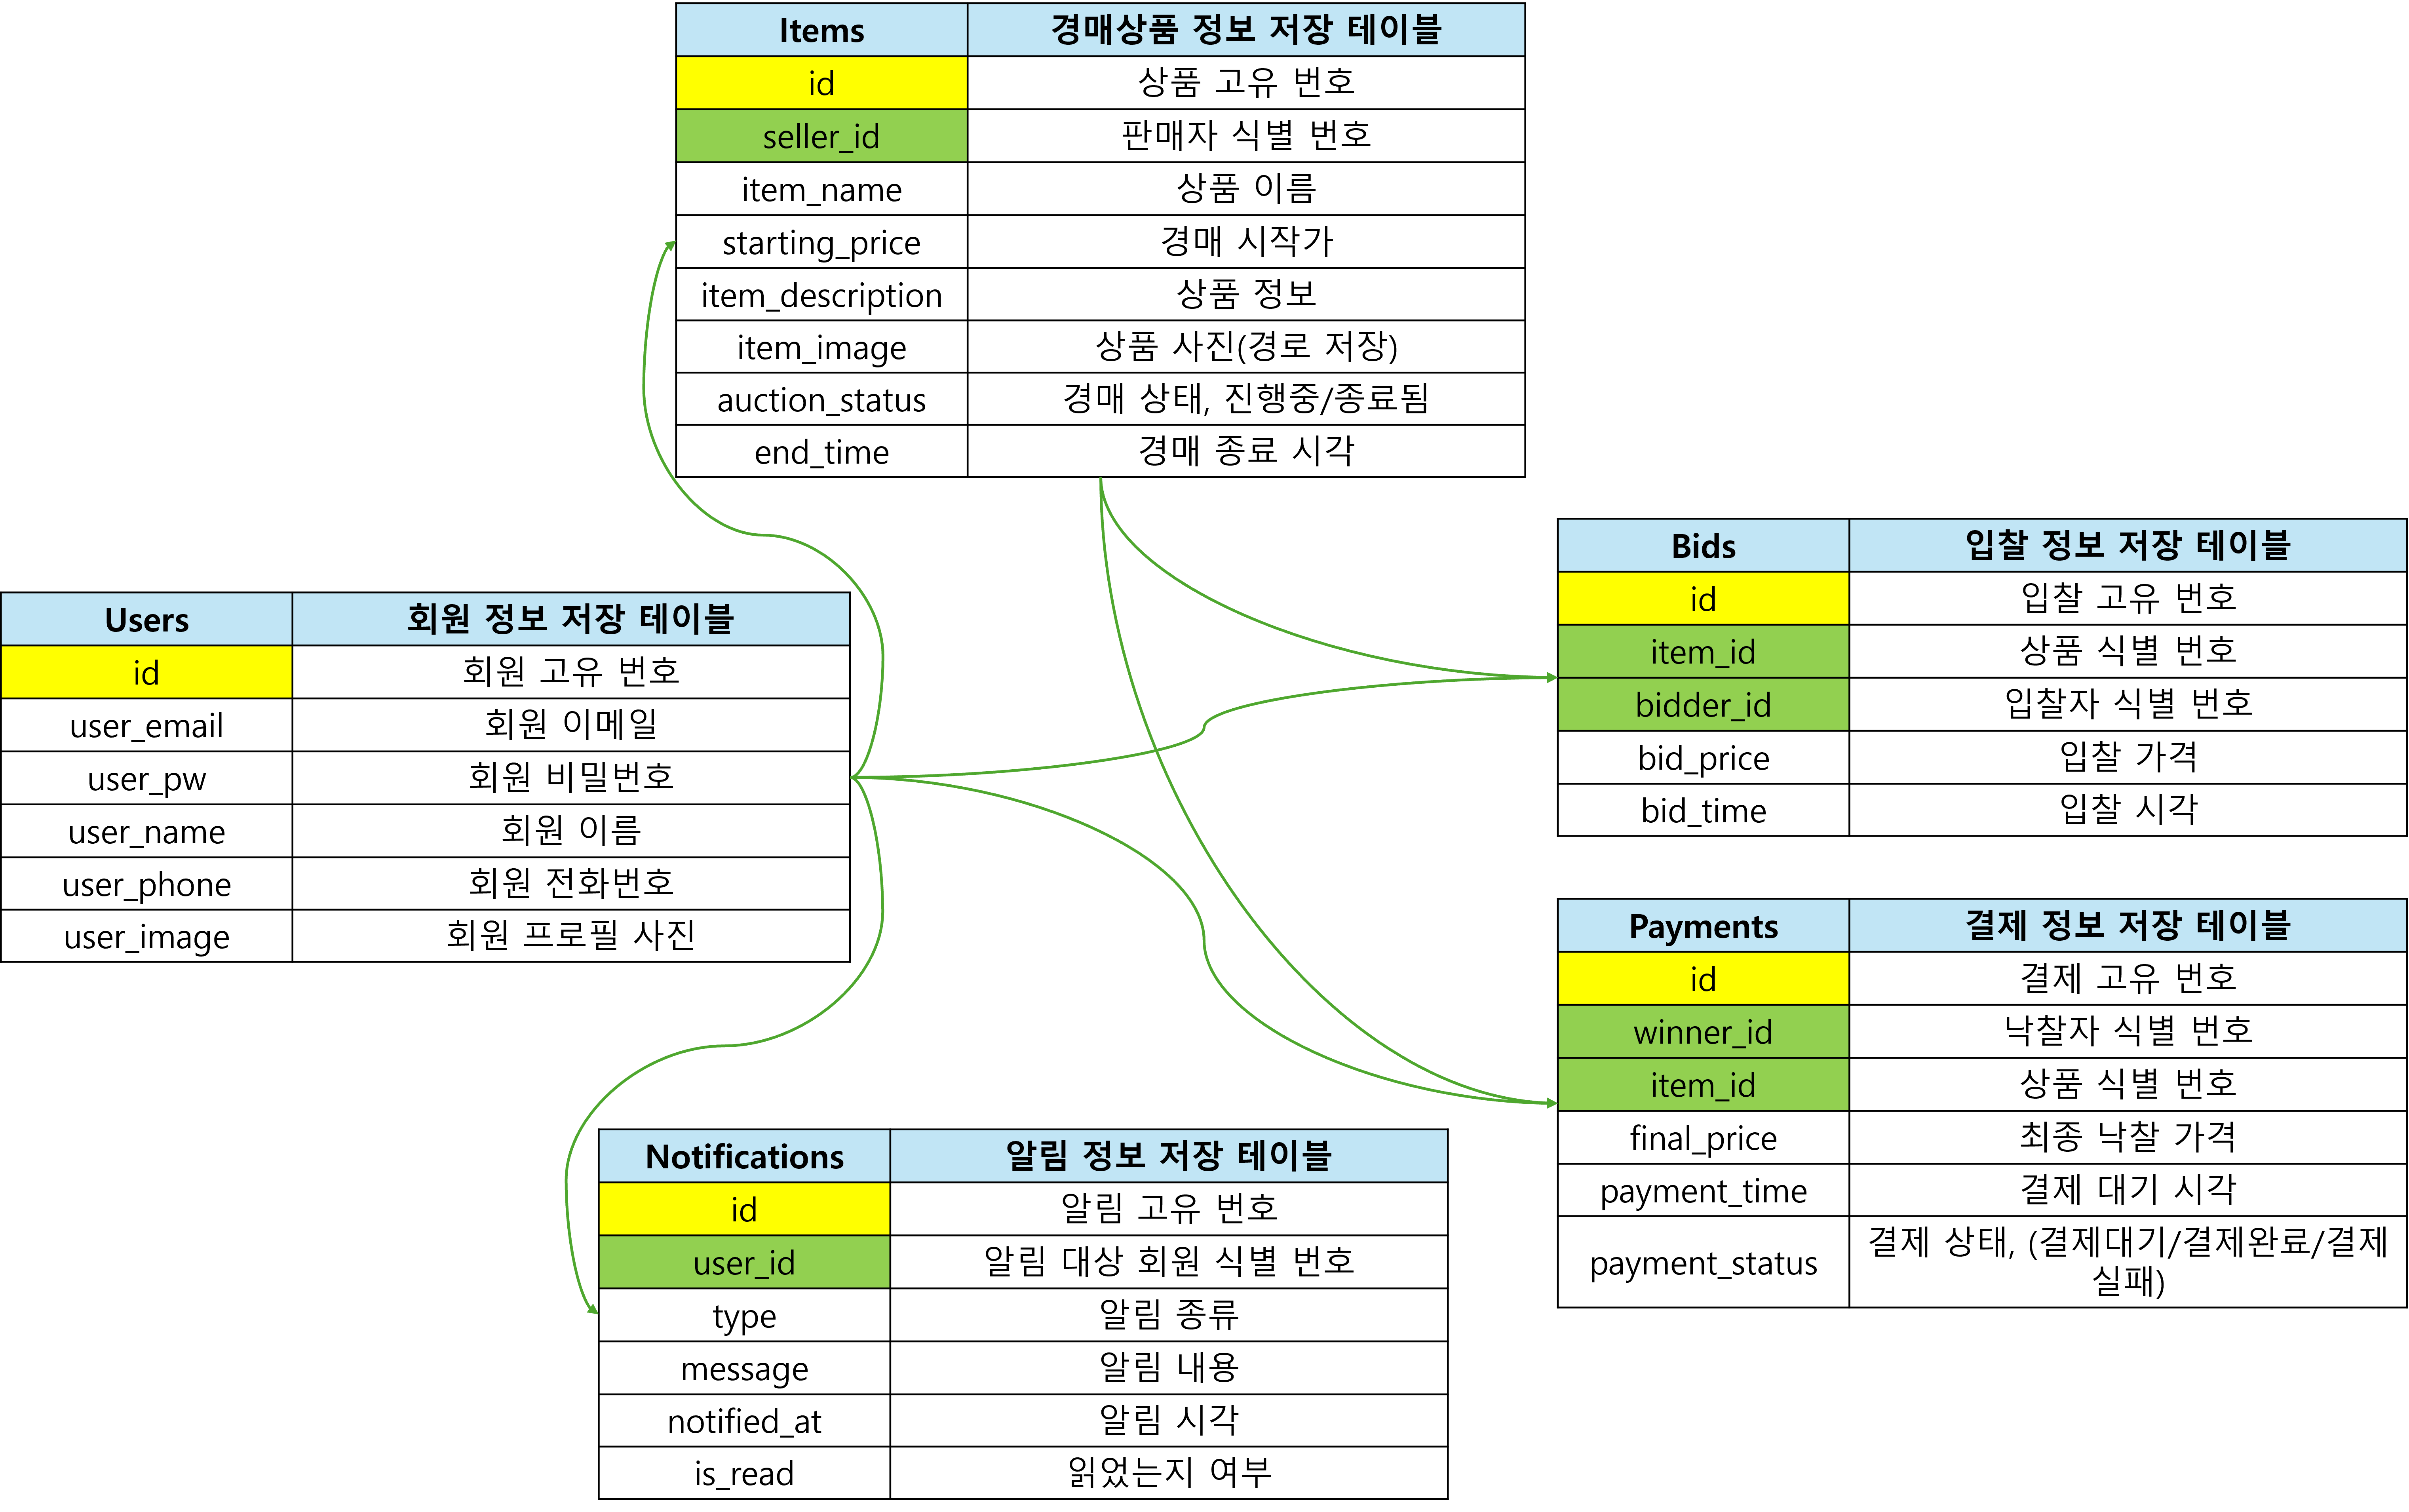 Items 경매상품 정보 저장 테이블
id 상품 고유 번호
seller_id 판매자 식별 번호
item_name 상품 이름
starting_price 경매 시작가
item_description 상품 정보
item_image 상품 사진(경로 저장)
auction_status 경매 상태, 진행중/종료됨
end_time 경매 종료 시각
Users 회원 정보 저장 테이블
id 회원 고유 번호
user_email 회원 이메일
user_pw 회원 비밀번호
user_name 회원 이름
user_phone 회원 전화번호
user_image 회원 프로필 사진
Bids 입찰 정보 저장 테이블
id 입찰 고유 번호
item_id 상품 식별 번호
bidder_id 입찰자 식별 번호
bid_price 입찰 가격
bid_time 입찰 시각
Payments 결제 정보 저장 테이블
id 결제 고유 번호
winner_id 낙찰자 식별 번호
item_id 상품 식별 번호
final_price 최종 낙찰 가격
payment_time 결제 대기 시각
payment_status 결제 상태, (결제대기/결제완료/결제
실패)
Notifications 알림 정보 저장 테이블
id 알림 고유 번호
user_id 알림 대상 회원 식별 번호
type 알림 종류
message 알림 내용
notified_at 알림 시각
is_read 읽었는지 여부